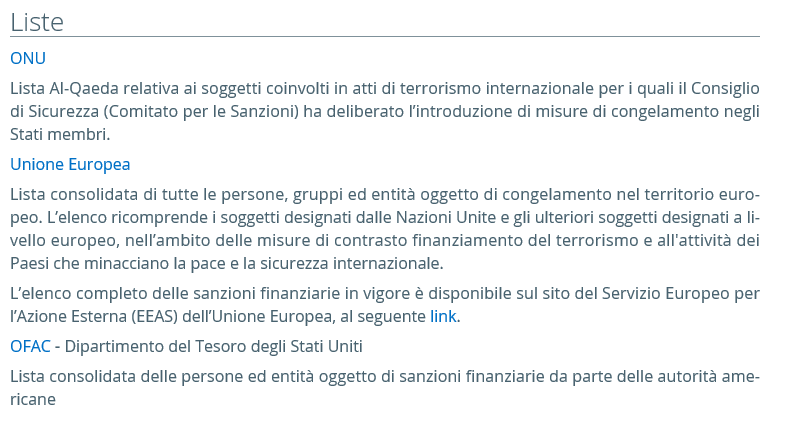 Liste
ONU
Lista Al-Qaeda relativa ai soggetti coinvolti in atti di terrorismo internazionale per i quali il Consiglio
di Sicurezza (Comitato per le Sanzioni) ha deliberato l’introduzione di misure di congelamento negli
Stati membri.
Unione Europea
Lista consolidata di tutte le persone, gruppi ed entità oggetto di congelamento nel territorio euro-
peo. L’elenco ricomprende i soggetti designati dalle Nazioni Unite e gli ulteriori soggetti designati a li-
vello europeo, nell’ambito delle misure di contrasto finanziamento del terrorismo e all'attività dei
Paesi che minacciano la pace e la sicurezza internazionale.
L’elenco completo delle sanzioni finanziarie in vigore è disponibile sul sito del Servizio Europeo per
l’Azione Esterna (EEAS) dell’Unione Europea, al seguente link.
OFAC - Dipartimento del Tesoro degli Stati Uniti
Lista consolidata delle persone ed entità oggetto di sanzioni finanziarie da parte delle autorità ame-
ricane